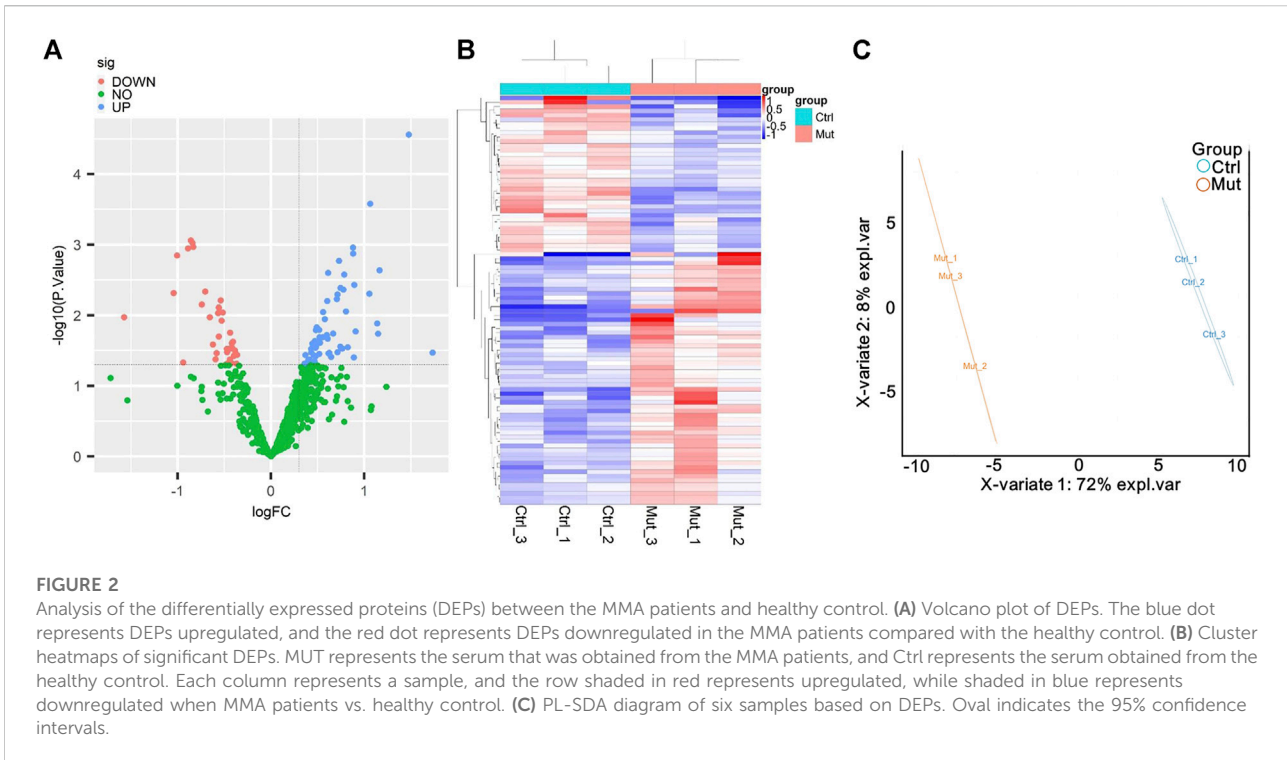 A
sig
DOWN
NO
UP
4
3
2
1
0
-log10(P.Value)
-1
0
1
logFC
B
group
1
0.5
0
-0.5
-1
group
Ctrl
Mut
Ctrl_3
Ctrl_1
Ctrl_2
Mut_3
Mut_1
Mut_2
C
Group
Ctrl
Mut
5
0
-5
X-variate 2: 8% expl.var
Mut_1
Mut_3
Mut_2
Ctrl_1
Ctrl_2
Ctrl_3
-10
-5
0
5
10
X-variate 1: 72% expl.var
FIGURE 2
Analysis of the differentially expressed proteins (DEPs) between the MMA patients and healthy control. (A) Volcano plot of DEPs. The blue dot
represents DEPs upregulated, and the red dot represents DEPs downregulated in the MMA patients compared with the healthy control. (B) Cluster
heatmaps of significant DEPs. MUT represents the serum that was obtained from the MMA patients, and Ctrl represents the serum obtained from the
healthy control. Each column represents a sample, and the row shaded in red represents upregulated, while shaded in blue represents
downregulated when MMA patients vs. healthy control. (C) PL-SDA diagram of six samples based on DEPs. Oval indicates the 95% confidence
intervals.